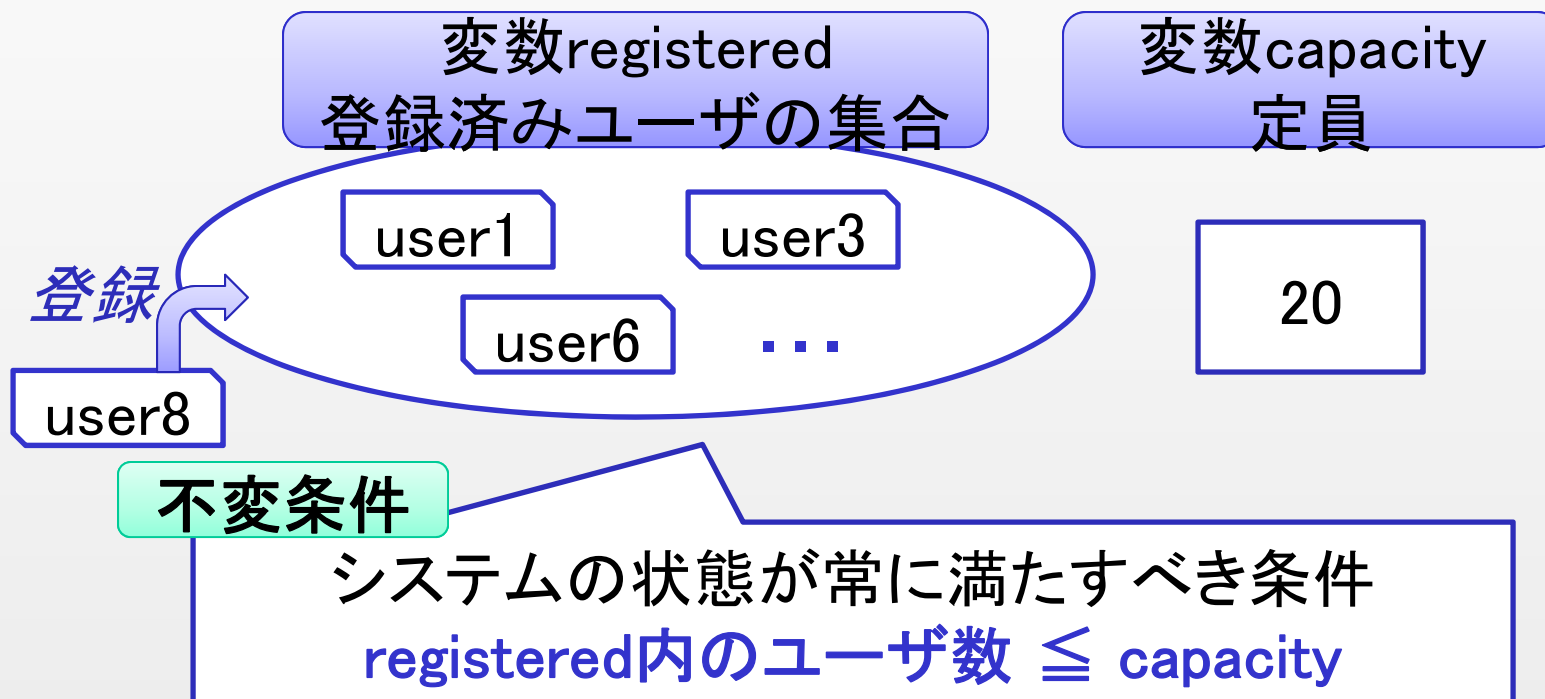 変数registered
登録済みユーザの集合
変数capacity
定員
user1
user3
登録
user6
...
20
user8
不変条件
システムの状態が常に満たすべき条件
registered内のユーザ数 ≦ capacity